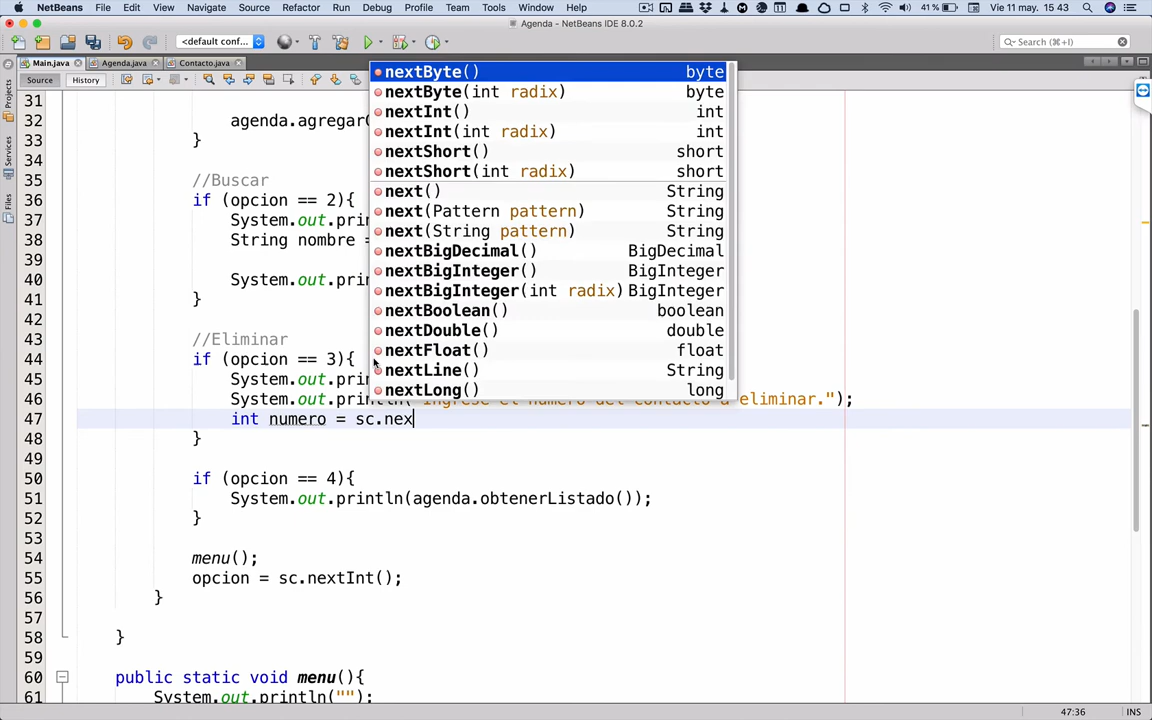 NetBeans File Edit View Navigate Source Refactor Run Debug Profile Team Tools Window Help 41 % Vie 11 may. 15 43
Agenda - NetBeans IDE 8.0.2
<default conf... Search (⌘+I)
Main.java Agenda.java Contacto.java
Source History
Projects
Services
Files
nextByte() byte
nextByte(int radix) byte
nextInt() int
nextInt(int radix) int
nextShort() short
nextShort(int radix) short
next() String
next(Pattern pattern) String
next(String pattern) String
nextBigDecimal() BigDecimal
nextBigInteger() BigInteger
nextBigInteger(int radix) BigInteger
nextBoolean() boolean
nextDouble() double
nextFloat() float
nextLine() String
nextLong() long
31
32 agenda.agregar
33 }
34
35 //Buscar
36 if (opcion == 2){
37 System.out.prin
38 String nombre =
39
40 System.out.prin
41 }
42
43 //Eliminar
44 if (opcion == 3){
45 System.out.prin
46 System.out.println("Ingrese el numero del contacto a eliminar.");
47 int numero = sc.nex
48 }
49
50 if (opcion == 4){
51 System.out.println(agenda.obtenerListado());
52 }
53
54 menu();
55 opcion = sc.nextInt();
56 }
57
58 }
59
60 public static void menu(){
61 System.out.println("");
47:36 INS